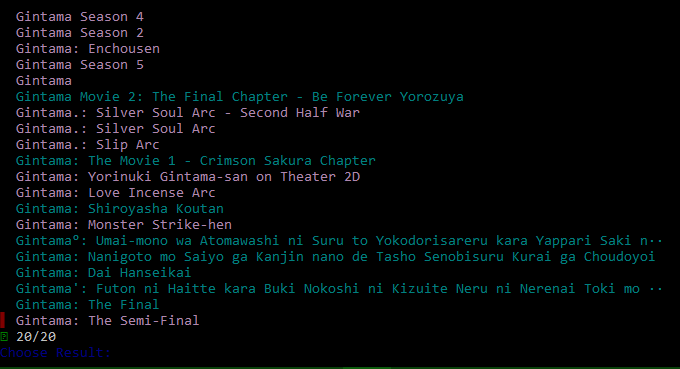 Gintama Season 4
Gintama Season 2
Gintama: Enchousen
Gintama Season 5
Gintama
Gintama Movie 2: The Final Chapter - Be Forever Yorozuya
Gintama.: Silver Soul Arc - Second Half War
Gintama.: Silver Soul Arc
Gintama.: Slip Arc
Gintama: The Movie 1 - Crimson Sakura Chapter
Gintama: Yorinuki Gintama-san on Theater 2D
Gintama: Love Incense Arc
Gintama: Shiroyasha Koutan
Gintama: Monster Strike-hen
Gintama°: Umai-mono wa Atomawashi ni Suru to Yokodorisareru kara Yappari Saki n··
Gintama: Nanigoto mo Saiyo ga Kanjin nano de Tasho Senobisuru Kurai ga Choudoyoi
Gintama: Dai Hanseikai
Gintama': Futon ni Haitte kara Buki Nokoshi ni Kizuite Neru ni Nerenai Toki mo ··
Gintama: The Final
Gintama: The Semi-Final
20/20
Choose Result: